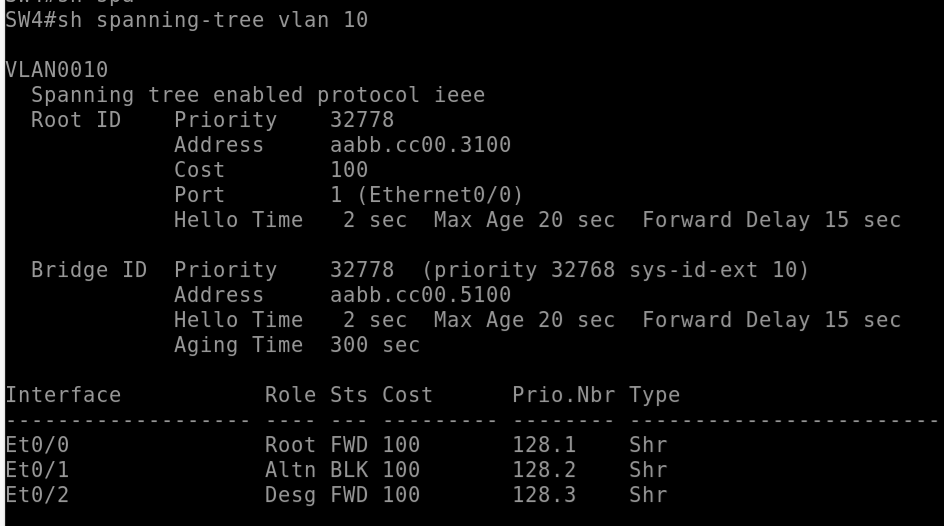 SW4#sh spanning-tree vlan 10
VLAN0010
  Spanning tree enabled protocol ieee
  Root ID    Priority    32778
             Address     aabb.cc00.3100
             Cost        100
             Port        1 (Ethernet0/0)
             Hello Time   2 sec  Max Age 20 sec  Forward Delay 15 sec
  Bridge ID  Priority    32778  (priority 32768 sys-id-ext 10)
             Address     aabb.cc00.5100
             Hello Time   2 sec  Max Age 20 sec  Forward Delay 15 sec
             Aging Time  300 sec
Interface           Role Sts Cost      Prio.Nbr Type
------------------- ---- --- --------- -------- ------------------------
Et0/0               Root FWD 100       128.1    Shr
Et0/1               Altn BLK 100       128.2    Shr
Et0/2               Desg FWD 100       128.3    Shr